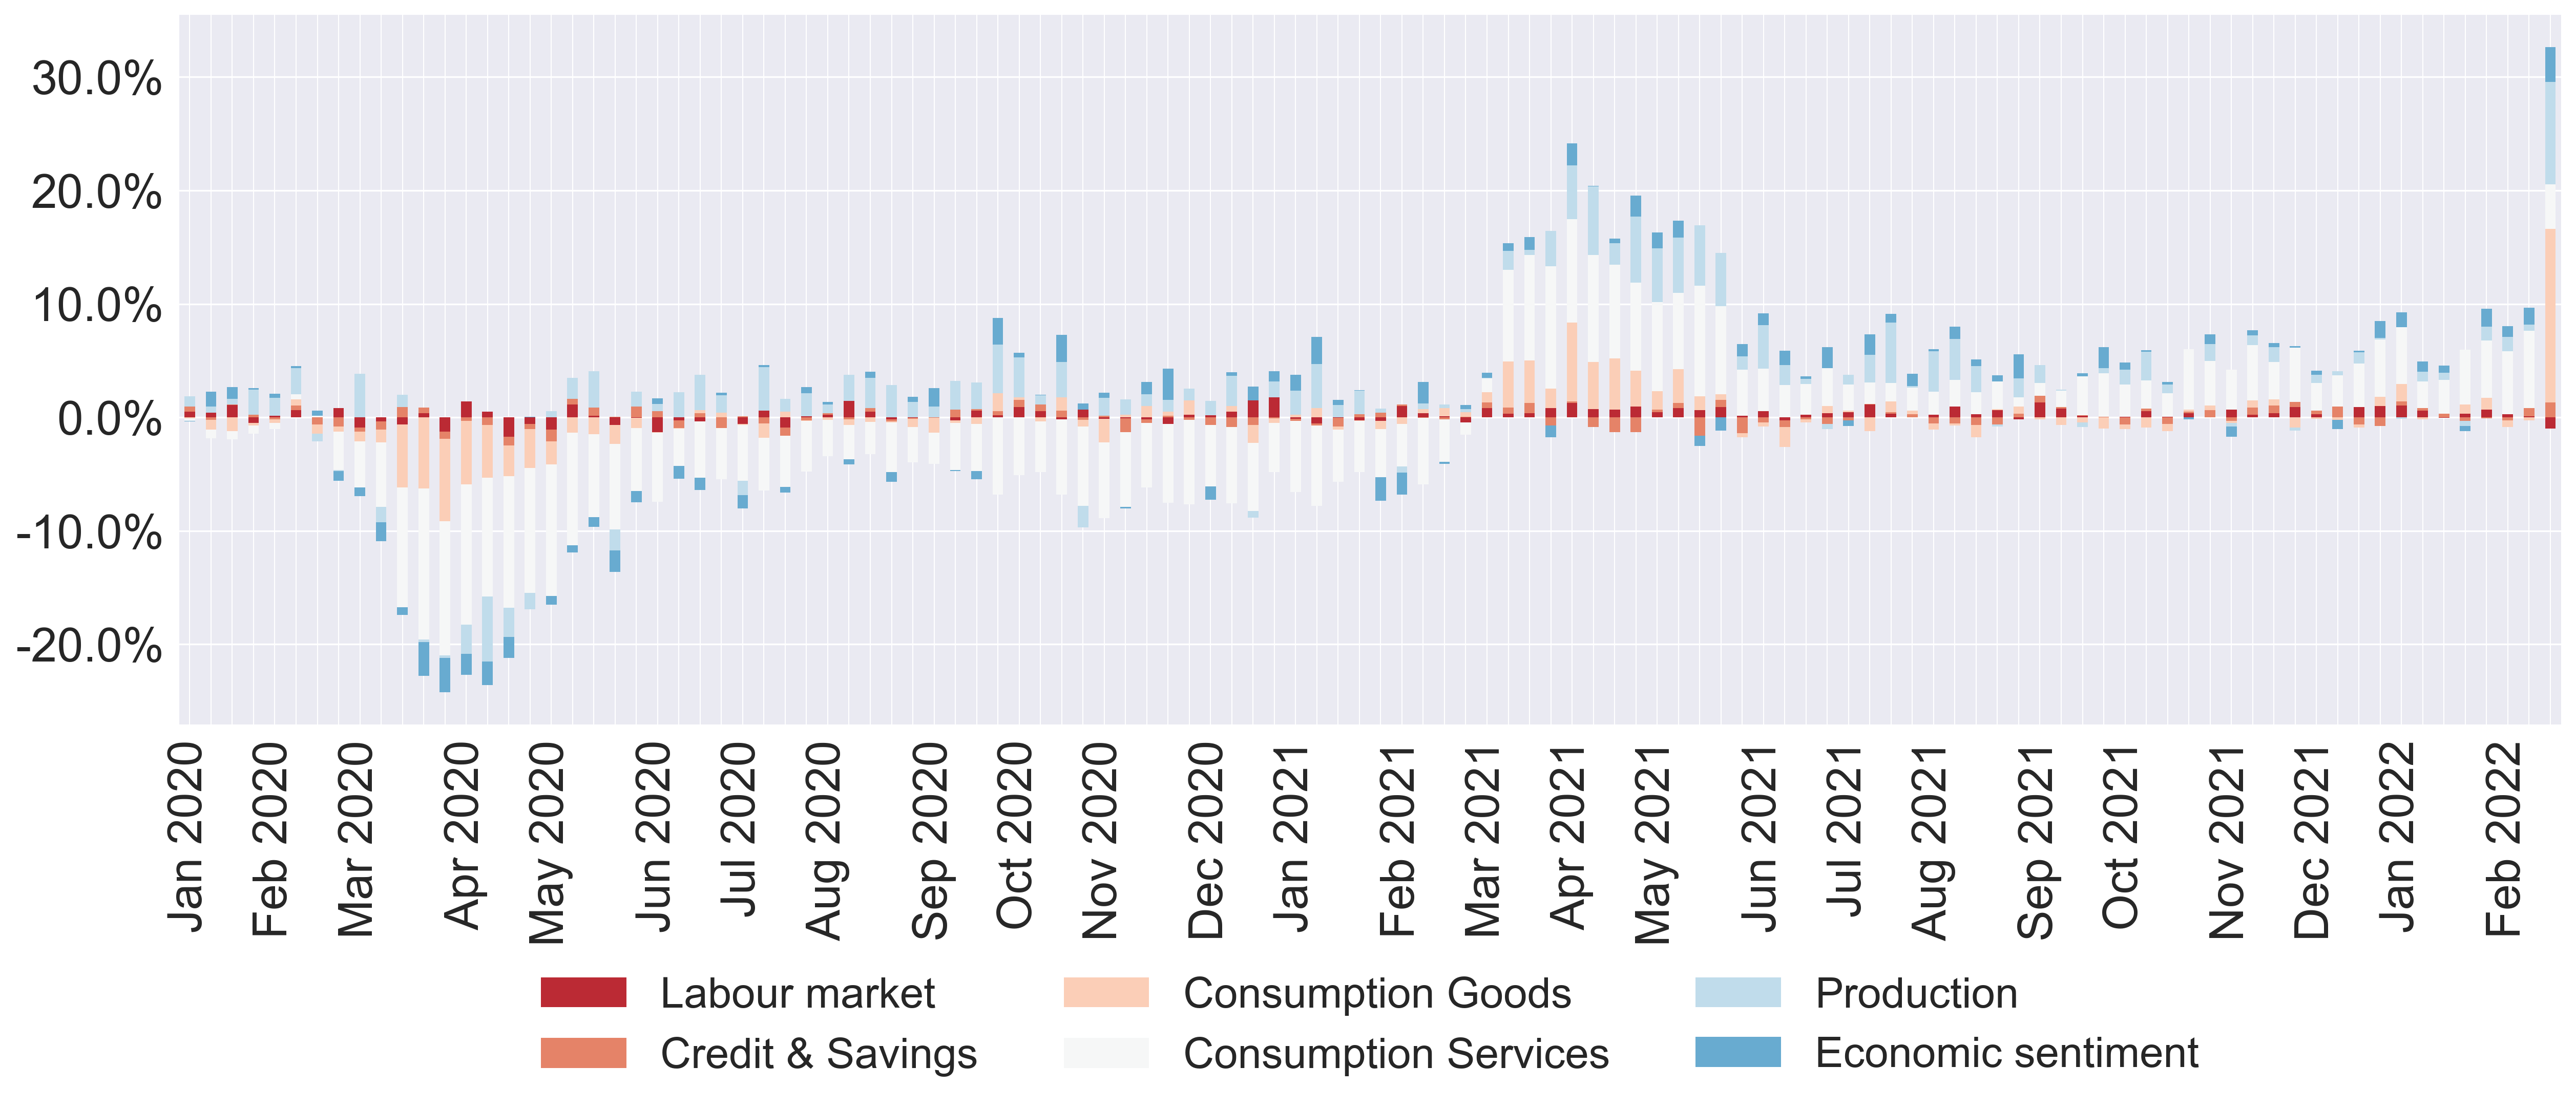 30.0%
20.0%
10.0%
0.0%
-10.0%
-20.0%
Jan 2020
Feb 2020
Mar 2020
Apr 2020
May 2020
Jun 2020
Jul 2020
Aug 2020
Sep 2020
Oct 2020
Nov 2020
Dec 2020
Jan 2021
Feb 2021
Mar 2021
Apr 2021
May 2021
Jun 2021
Jul 2021
Aug 2021
Sep 2021
Oct 2021
Nov 2021
Dec 2021
Jan 2022
Feb 2022
Labour market
Credit & Savings
Consumption Goods
Consumption Services
Production
Economic sentiment